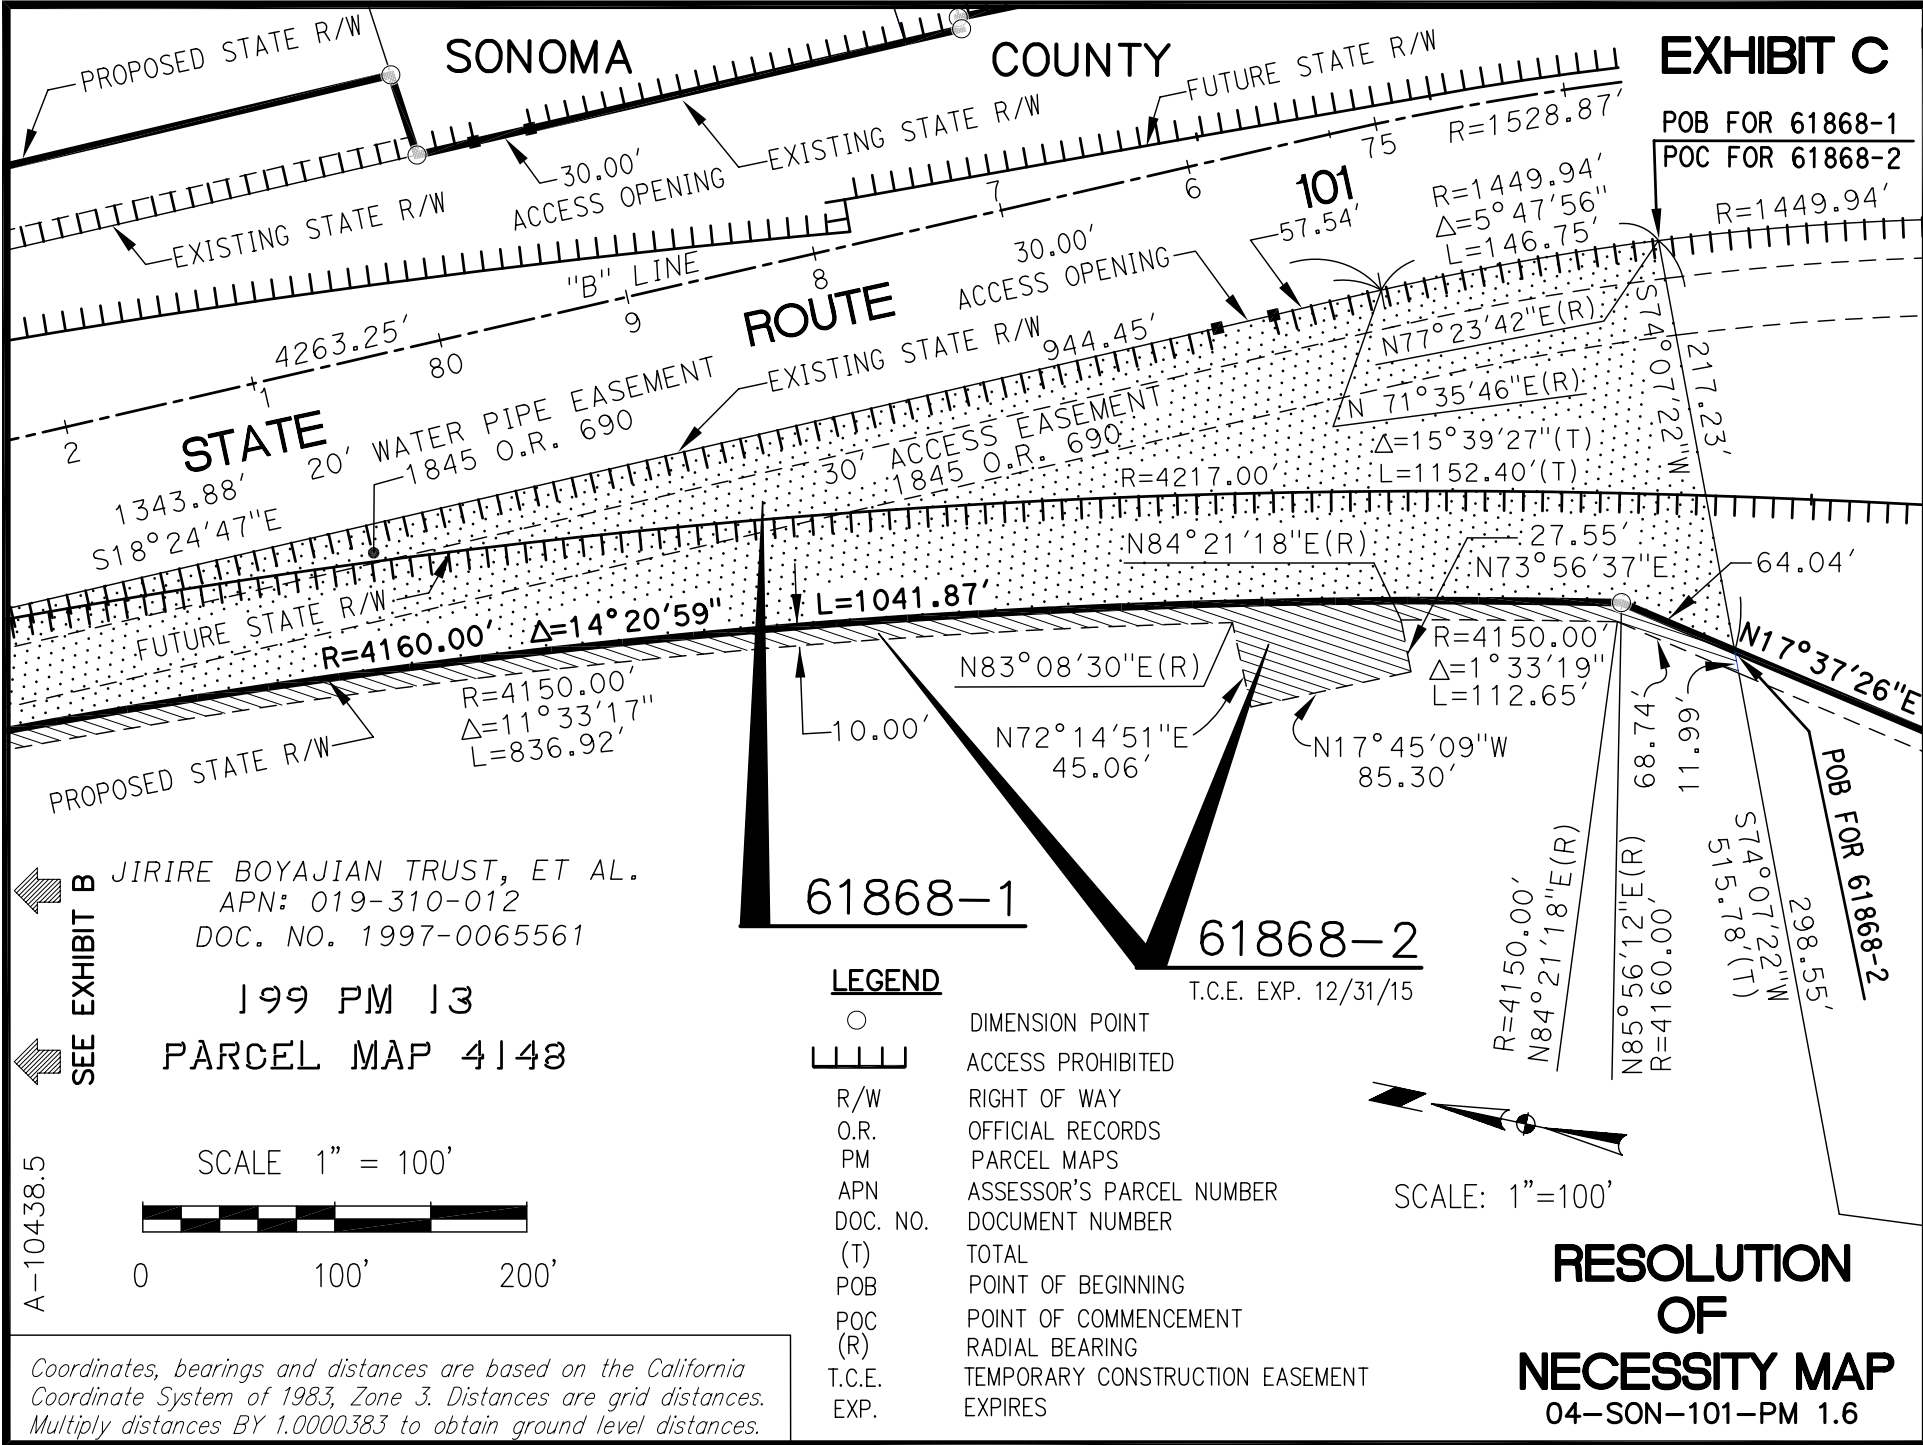 PROPOSED STATE R/W
SONOMA
COUNTY
FUTURE STATE R/W
EXHIBIT C
POB FOR 61868-1
POC FOR 61868-2
R=1528.87'
EXISTING STATE R/W
75
30.00'
ACCESS OPENING
EXISTING STATE R/W
7
6
101
57.54'
R=1449.94'
Δ=5°47'56"
L=146.75'
R=1449.94'
"B" LINE
8
9
30.00'
ACCESS OPENING
4263.25'
80
1
2
ROUTE
EXISTING STATE R/W
944.45'
N77°23'42"E(R)
N 71°35'46"E(R)
S74°07'22"W
217.23'
STATE
20' WATER PIPE EASEMENT
1845 O.R. 690
30' ACCESS EASEMENT
1845 O.R. 690
Δ=15°39'27"(T)
L=1152.40'(T)
R=4217.00'
1343.88'
S18°24'47"E
N84°21'18"E(R)
27.55'
N73°56'37"E
64.04'
FUTURE STATE R/W
R=4160.00' Δ=14°20'59" L=1041.87'
N17°37'26"E
R=4150.00'
Δ=11°33'17"
L=836.92'
10.00'
N83°08'30"E(R)
R=4150.00'
Δ=1°33'19"
L=112.65'
N72°14'51"E
45.06'
N17°45'09"W
85.30'
68.74'
11.66'
PROPOSED STATE R/W
POB FOR 61868-2
S74°07'22"W
515.78'(T)
298.55'
R=4150.00'
N84°21'18"E(R)
N85°56'12"E(R)
R=4160.00'
SEE EXHIBIT B
JIRIRE BOYAJIAN TRUST, ET AL.
APN: 019-310-012
DOC. NO. 1997-0065561
199 PM 13
PARCEL MAP 4148
61868-1
61868-2
T.C.E. EXP. 12/31/15
LEGEND
DIMENSION POINT
ACCESS PROHIBITED
R/W RIGHT OF WAY
O.R. OFFICIAL RECORDS
PM PARCEL MAPS
APN ASSESSOR'S PARCEL NUMBER
DOC. NO. DOCUMENT NUMBER
(T) TOTAL
POB POINT OF BEGINNING
POC POINT OF COMMENCEMENT
(R) RADIAL BEARING
T.C.E. TEMPORARY CONSTRUCTION EASEMENT
EXP. EXPIRES
SCALE 1" = 100'
0 100' 200'
A-10438.5
SCALE: 1"=100'
Coordinates, bearings and distances are based on the California
Coordinate System of 1983, Zone 3. Distances are grid distances.
Multiply distances BY 1.0000383 to obtain ground level distances.
RESOLUTION
OF
NECESSITY MAP
04-SON-101-PM 1.6